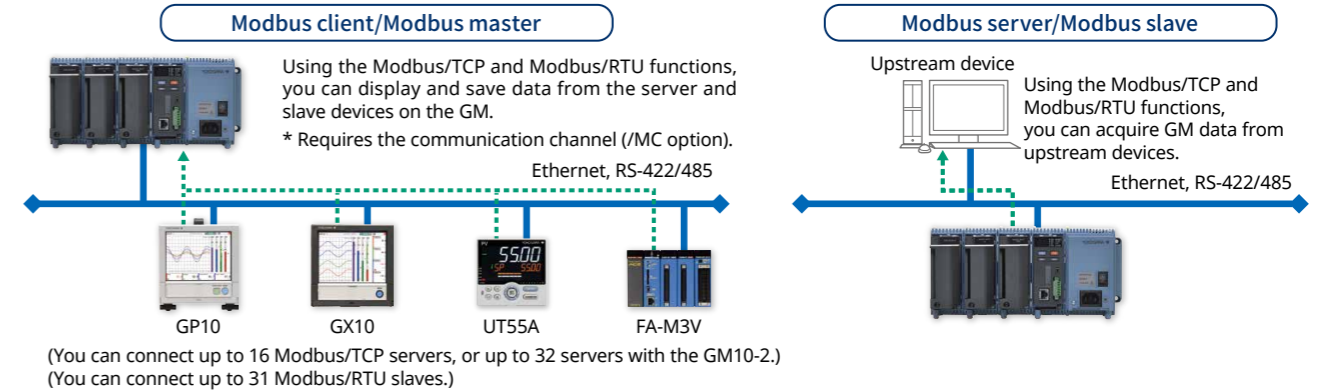 Modbus client/Modbus master
Using the Modbus/TCP and Modbus/RTU functions,
you can display and save data from the server and
slave devices on the GM.
* Requires the communication channel (/MC option).
Ethernet, RS-422/485
GP10
GX10
UT55A
FA-M3V
(You can connect up to 16 Modbus/TCP servers, or up to 32 servers with the GM10-2.)
(You can connect up to 31 Modbus/RTU slaves.)
Modbus server/Modbus slave
Upstream device
Using the Modbus/TCP and
Modbus/RTU functions,
you can acquire GM data from
upstream devices.
Ethernet, RS-422/485